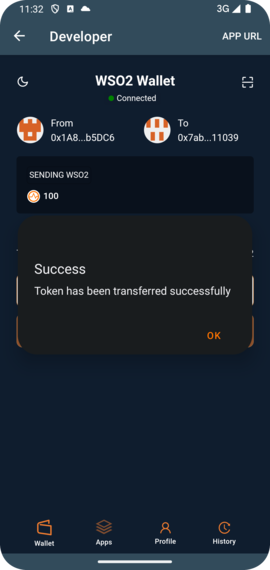 11:32
3G
Developer
APP URL
WSO2 Wallet
Connected
From
0x1A8...b5DC6
To
0x7ab...11039
SENDING WSO2
100
Success
Token has been transferred successfully
OK
Wallet
Apps
Profile
History